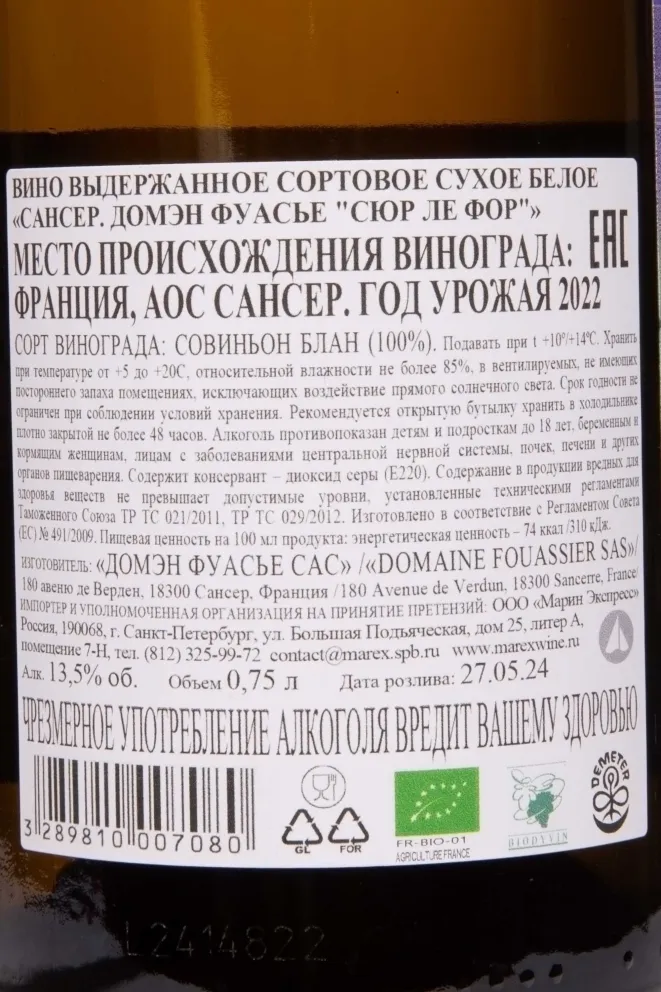 ВИНО ВЫДЕРЖАННОЕ СОРТОВОЕ СУХОЕ БЕЛОЕ
«САНСЕР. ДОМЭН ФУАСЬЕ "СЮР ЛЕ ФОР"»
МЕСТО ПРОИСХОЖДЕНИЯ ВИНОГРАДА:
EAC
ФРАНЦИЯ, АОС САНСЕР. ГОД УРОЖАЯ 2022
СОРТ ВИНОГРАДА: СОВИНЬОН БЛАН (100%). Подавать при t +10°/+14°С. Хранить
при температуре от +5 до +20С, относительной влажности не более 85%, в вентилируемых, не имеющих
постороннего запаха помещениях, исключающих воздействие прямого солнечного света. Срок годности не
ограничен при соблюдении условий хранения. Рекомендуется открытую бутылку хранить в холодильнике
плотно закрытой не более 48 часов. Алкоголь противопоказан детям и подросткам до 18 лет, беременным и
кормящим женщинам, лицам с заболеваниями центральной нервной системы, почек, печени и других
органов пищеварения. Содержит консервант – диоксид серы (Е220). Содержание в продукции вредных для
здоровья веществ не превышает допустимые уровни, установленные техническими регламентами
Таможенного Союза ТР ТС 021/2011, ТР ТС 029/2012. Изготовлено в соответствии с Регламентом Совета
(ЕС) № 491/2009. Пищевая ценность на 100 мл продукта: энергетическая ценность – 74 ккал /310 кДж.
ИЗГОТОВИТЕЛЬ: «ДОМЭН ФУАСЬЕ САС» /«DOMAINE FOUASSIER SAS»/
180 авеню де Верден, 18300 Сансер, Франция /180 Avenue de Verdun, 18300 Sancerre, France/
ИМПОРТЕР И УПОЛНОМОЧЕННАЯ ОРГАНИЗАЦИЯ НА ПРИНЯТИЕ ПРЕТЕНЗИЙ: ООО «Марин Экспресс»
Россия, 190068, г. Санкт-Петербург, ул. Большая Подъяческая, дом 25, литер А,
помещение 7-Н, тел. (812) 325-99-72 contact@marex.spb.ru www.marexwine.ru
Алк. 13,5% об. Объем 0,75 л Дата розлива: 27.05.24
ЧРЕЗМЕРНОЕ УПОТРЕБЛЕНИЕ АЛКОГОЛЯ ВРЕДИТ ВАШЕМУ ЗДОРОВЬЮ
3 289810 007080
GL
FOR
FR-BIO-01
AGRICULTURE FRANCE
BIODYVIN
DEMETER
L2414822